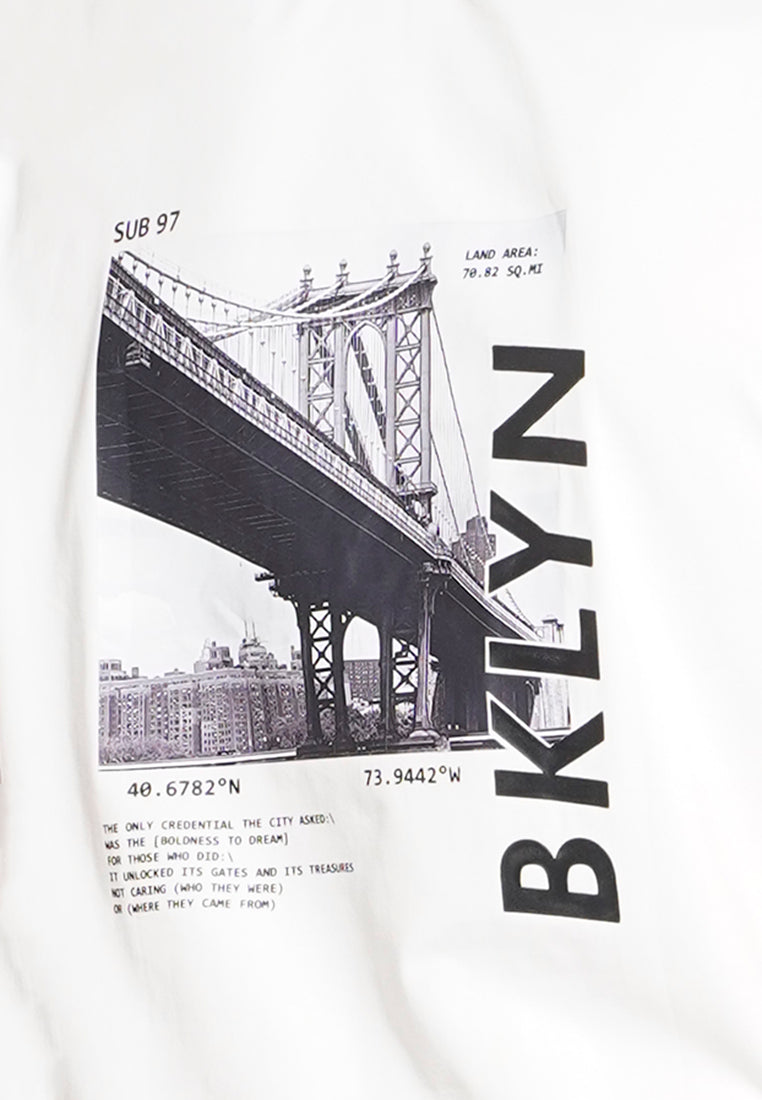 SUB 97
LAND AREA:
70.82 SQ.MI
BKLYN
40.6782°N
73.9442°W
THE ONLY CREDENTIAL THE CITY ASKED:\
WAS THE [BOLDNESS TO DREAM]
FOR THOSE WHO DID:\
IT UNLOCKED ITS GATES AND ITS TREASURES
NOT CARING (WHO THEY WERE)
OR (WHERE THEY CAME FROM)